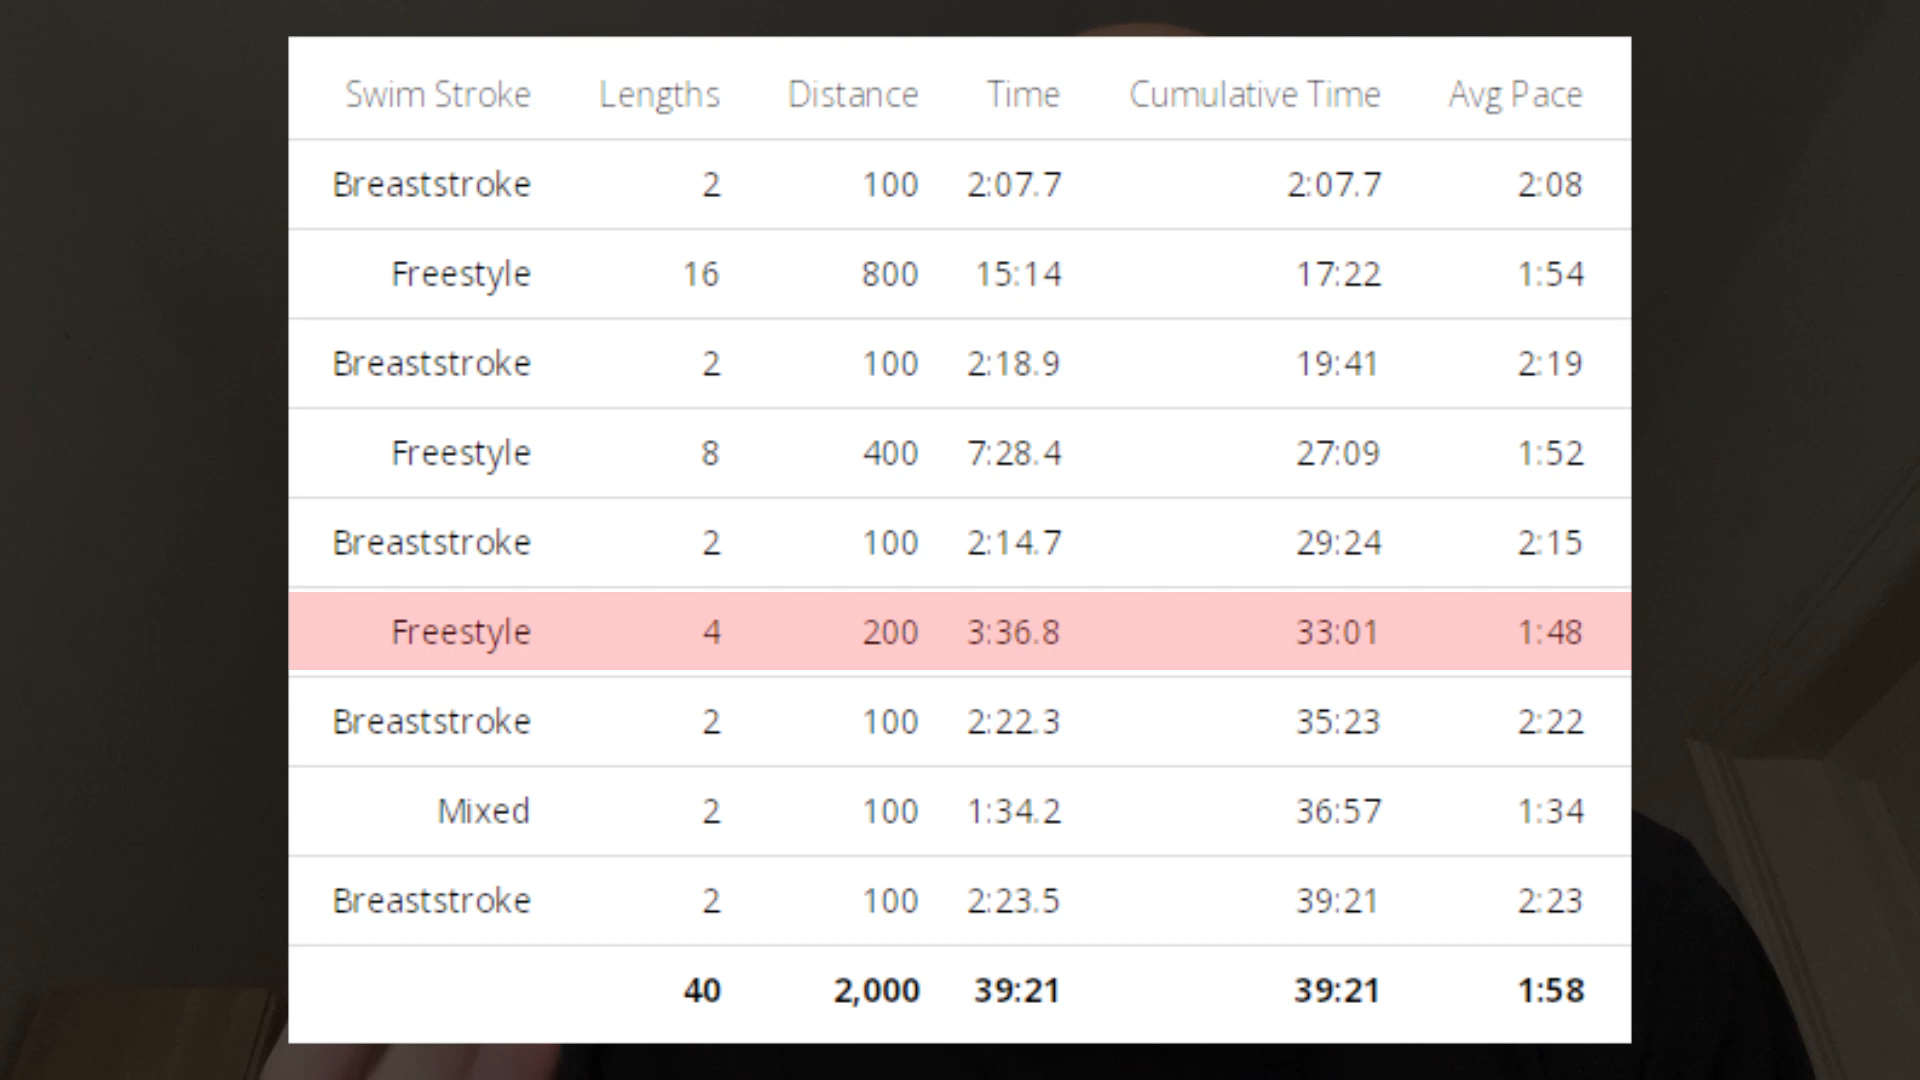 Swim Stroke Lengths Distance Time Cumulative Time Avg Pace
Breaststroke 2 100 2:07.7 2:07.7 2:08
Freestyle 16 800 15:14 17:22 1:54
Breaststroke 2 100 2:18.9 19:41 2:19
Freestyle 8 400 7:28.4 27:09 1:52
Breaststroke 2 100 2:14.7 29:24 2:15
Freestyle 4 200 3:36.8 33:01 1:48
Breaststroke 2 100 2:22.3 35:23 2:22
Mixed 2 100 1:34.2 36:57 1:34
Breaststroke 2 100 2:23.5 39:21 2:23
40 2,000 39:21 39:21 1:58